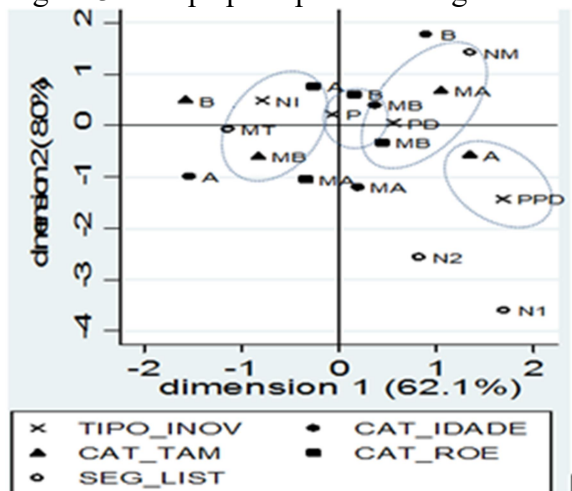 2
B
NM
1
A
MA
B
NI
B
MB
P
PD
0
MT
MB
MB
A
-1
A
MA
MA
PPD
-2
N2
-3
N1
-4
-2 -1 0 1 2
dimension 1 (62.1%)
TIPO_INOV CAT_IDADE
CAT_TAM CAT_ROE
SEG_LIST